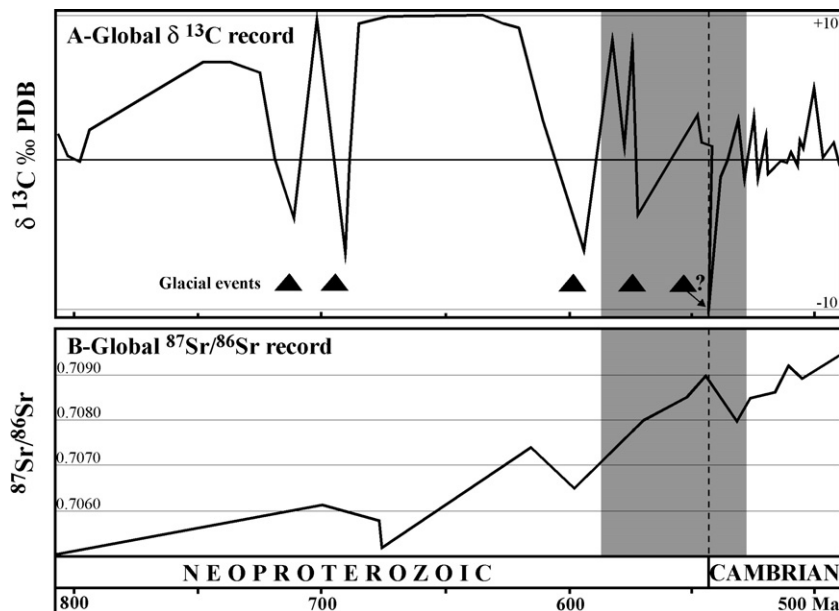 A-Global δ ¹³C record
+10
δ ¹³C ‰ PDB
Glacial events
?
-10
B-Global ⁸⁷Sr/⁸⁶Sr record
⁸⁷Sr/⁸⁶Sr
0.7090
0.7080
0.7070
0.7060
NEOPROTEROZOIC CAMBRIAN
800 700 600 500 Ma